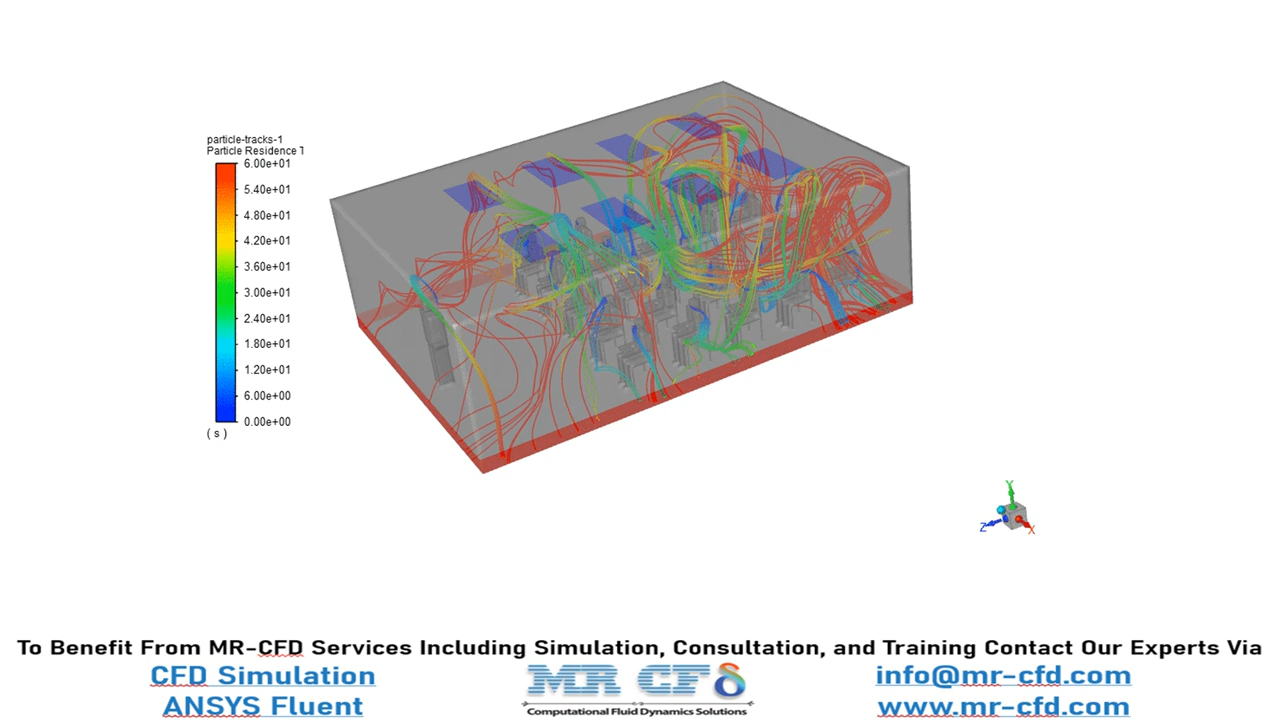 particle-tracks-1
Particle Residence T
6.00e+01
5.40e+01
4.80e+01
4.20e+01
3.60e+01
3.00e+01
2.40e+01
1.80e+01
1.20e+01
6.00e+00
0.00e+00
( s )
Y
Z
X
To Benefit From MR-CFD Services Including Simulation, Consultation, and Training Contact Our Experts Via
CFD Simulation
ANSYS Fluent
MR CFδ
Computational Fluid Dynamics Solutions
info@mr-cfd.com
www.mr-cfd.com